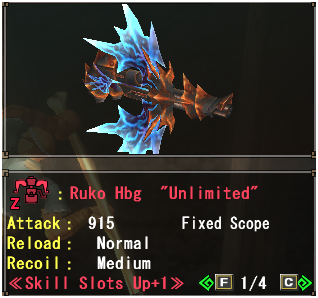 Z : Ruko Hbg "Unlimited"
Attack : 915 Fixed Scope
Reload : Normal
Recoil : Medium
≪Skill Slots Up+1≫ F 1/4 C